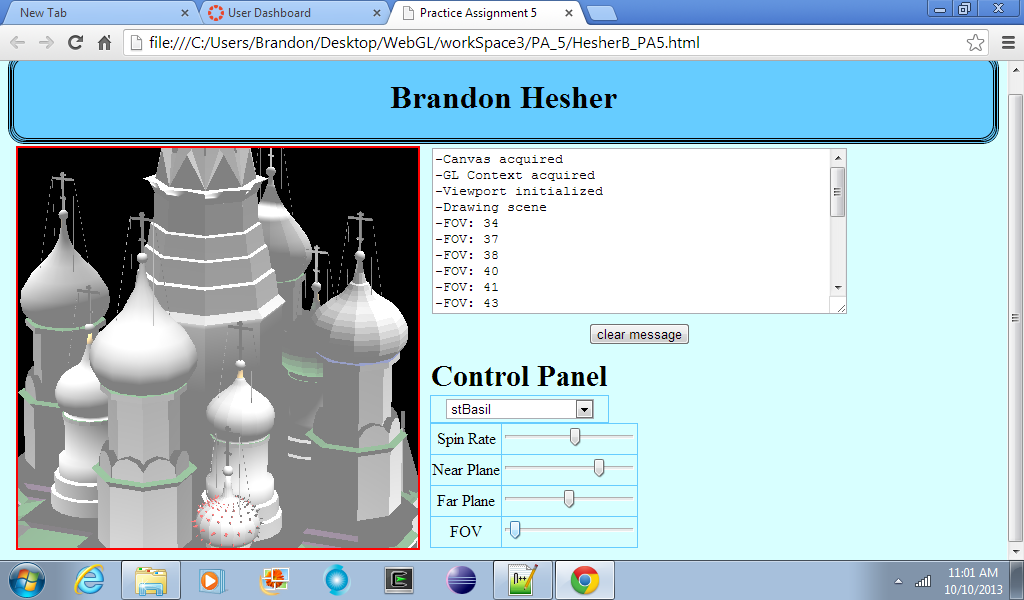 New Tab
User Dashboard
Practice Assignment 5
file:///C:/Users/Brandon/Desktop/WebGL/workSpace3/PA_5/HesherB_PA5.html
Brandon Hesher
-Canvas acquired
-GL Context acquired
-Viewport initialized
-Drawing scene
-FOV: 34
-FOV: 37
-FOV: 38
-FOV: 40
-FOV: 41
-FOV: 43
clear message
Control Panel
stBasil
Spin Rate
Near Plane
Far Plane
FOV
11:01 AM
10/10/2013